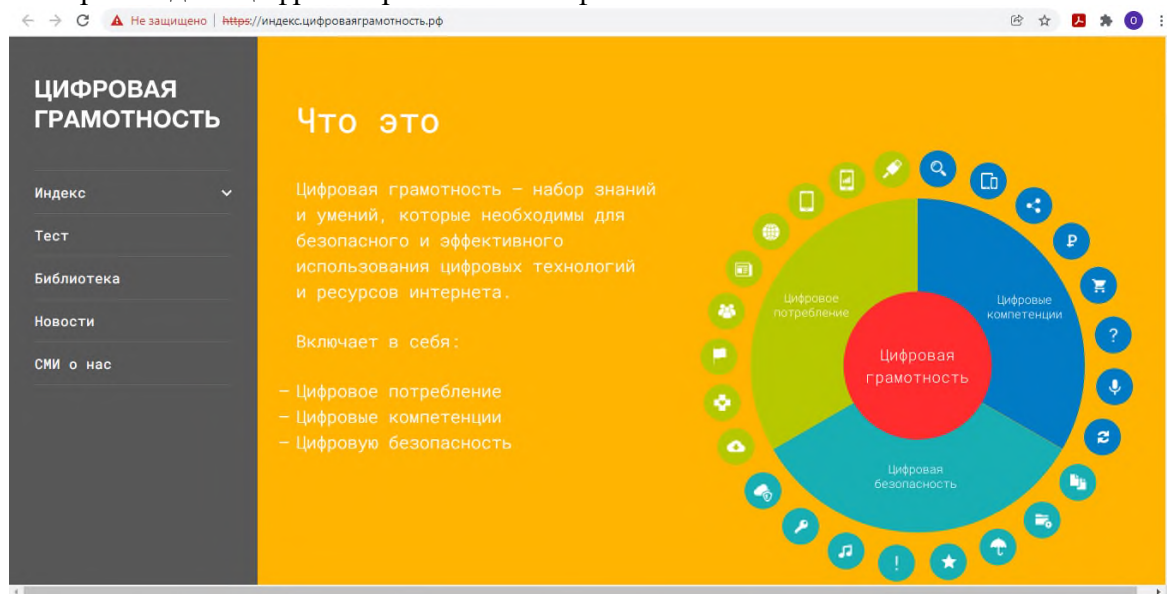 Не защищено | https://индекс.цифроваяграмотность.рф
О
ЦИФРОВАЯ
ГРАМОТНОСТЬ
Индекс
Тест
Библиотека
Новости
СМИ о нас
Что это
Цифровая грамотность — набор знаний
и умений, которые необходимы для
безопасного и эффективного
использования цифровых технологий
и ресурсов интернета.
Включает в себя:
— Цифровое потребление
— Цифровые компетенции
— Цифровую безопасность
Цифровое
потребление
Цифровые
компетенции
Цифровая
грамотность
Цифровая
безопасность
₽
?
!